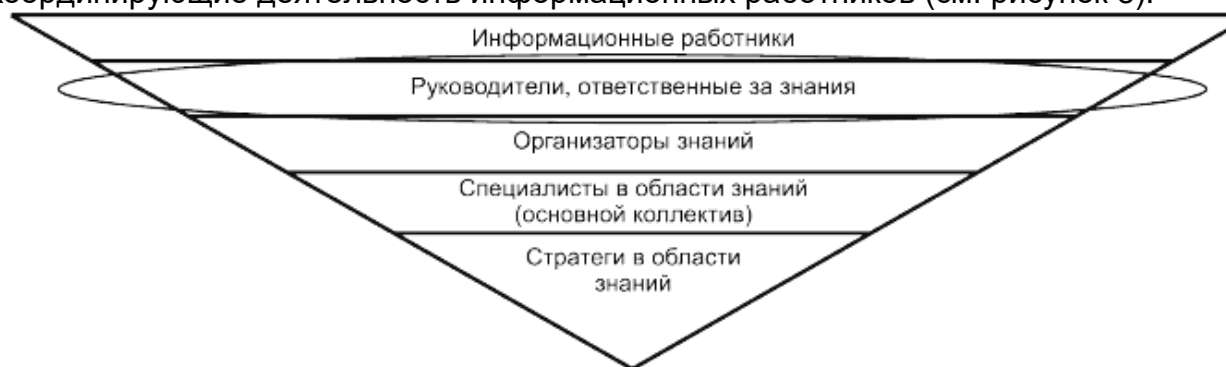 координирующие деятельность информационных работников (см. рисунок 3).
Информационные работники
Руководители, ответственные за знания
Организаторы знаний
Специалисты в области знаний
(основной коллектив)
Стратеги в области
знаний